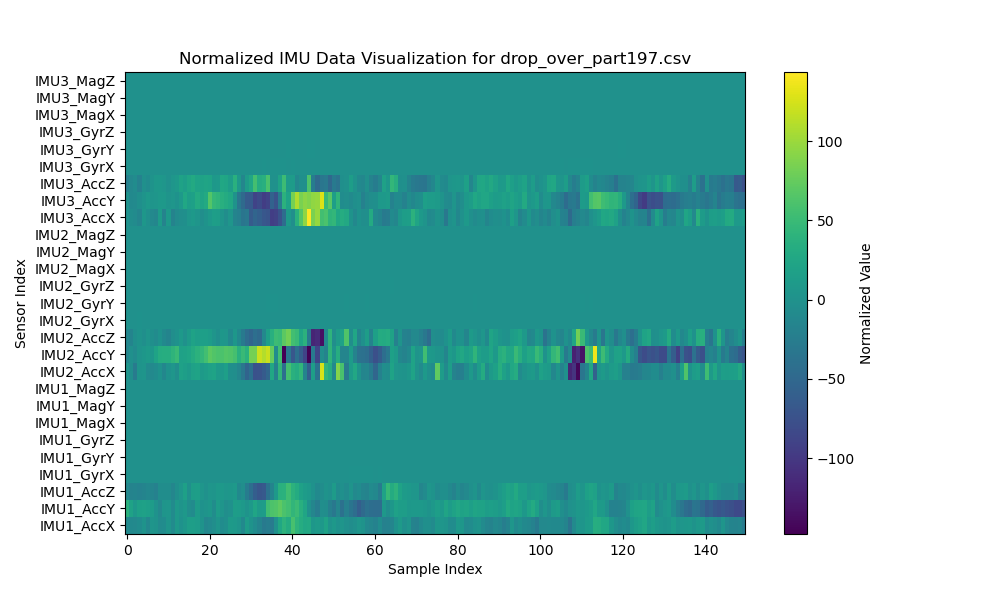 Normalized IMU Data Visualization for drop_over_part197.csv
IMU3_MagZ
IMU3_MagY
IMU3_MagX
IMU3_GyrZ
IMU3_GyrY
IMU3_GyrX
IMU3_AccZ
IMU3_AccY
IMU3_AccX
IMU2_MagZ
IMU2_MagY
IMU2_MagX
IMU2_GyrZ
IMU2_GyrY
IMU2_GyrX
IMU2_AccZ
IMU2_AccY
IMU2_AccX
IMU1_MagZ
IMU1_MagY
IMU1_MagX
IMU1_GyrZ
IMU1_GyrY
IMU1_GyrX
IMU1_AccZ
IMU1_AccY
IMU1_AccX
Sensor Index
0 20 40 60 80 100 120 140
Sample Index
100
50
0
−50
−100
Normalized Value